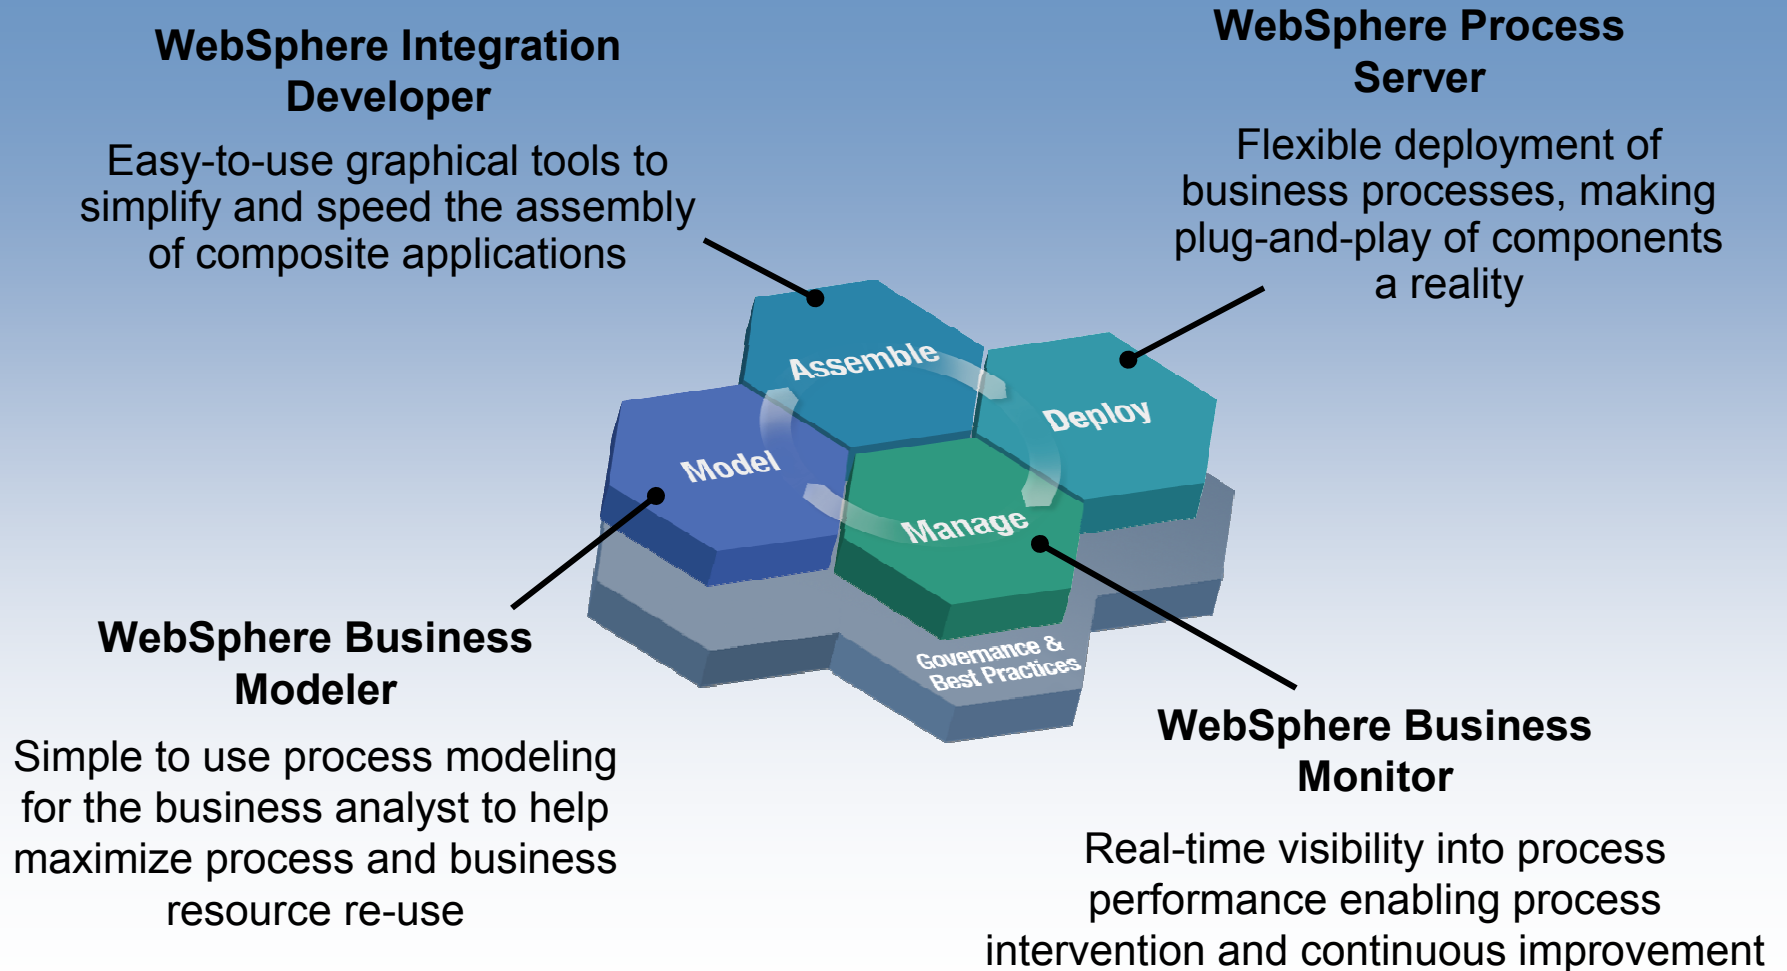 WebSphere Integration
Developer
Easy-to-use graphical tools to
simplify and speed the assembly
of composite applications
WebSphere Process
Server
Flexible deployment of
business processes, making
plug-and-play of components
a reality
Assemble
Deploy
Model
Manage
Governance &
Best Practices
WebSphere Business
Modeler
Simple to use process modeling
for the business analyst to help
maximize process and business
resource re-use
WebSphere Business
Monitor
Real-time visibility into process
performance enabling process
intervention and continuous improvement